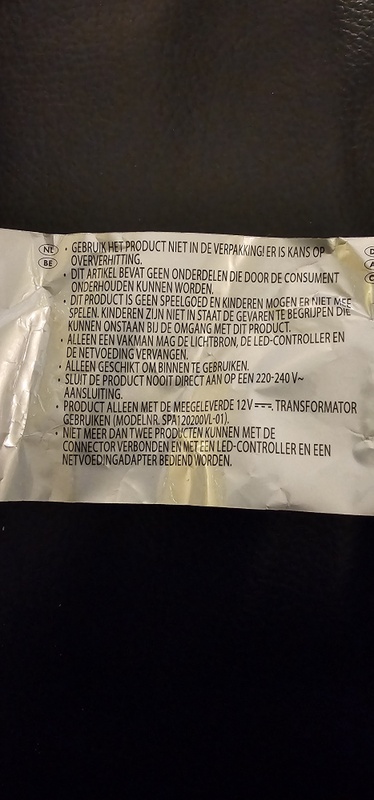 NL BE • GEBRUIK HET PRODUCT NIET IN DE VERPAKKING! ER IS KANS OP
OVERVERHITTING.
• DIT ARTIKEL BEVAT GEEN ONDERDELEN DIE DOOR DE CONSUMENT
ONDERHOUDEN KUNNEN WORDEN.
• DIT PRODUCT IS GEEN SPEELGOED EN KINDEREN MOGEN ER NIET MEE
SPELEN. KINDEREN ZIJN NIET IN STAAT DE GEVAREN TE BEGRIJPEN DIE
KUNNEN ONSTAAN BIJ DE OMGANG MET DIT PRODUCT.
• ALLEEN EEN VAKMAN MAG DE LICHTBRON, DE LED-CONTROLLER EN
DE NETVOEDING VERVANGEN.
• ALLEEN GESCHIKT OM BINNEN TE GEBRUIKEN.
• SLUIT DE PRODUCT NOOIT DIRECT AAN OP EEN 220-240 V~
AANSLUITING.
• PRODUCT ALLEEN MET DE MEEGELEVERDE 12V ⎓. TRANSFORMATOR
GEBRUIKEN (MODELNR. SPA120200VL-01).
• NIET MEER DAN TWEE PRODUCTEN KUNNEN MET DE
CONNECTOR VERBONDEN EN MET EEN LED-CONTROLLER EN EEN
NETVOEDINGADAPTER BEDIEND WORDEN.